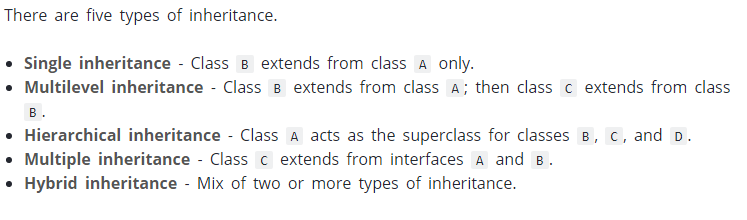 There are five types of inheritance.
• Single inheritance - Class B extends from class A only.
• Multilevel inheritance - Class B extends from class A; then class C extends from class
B.
• Hierarchical inheritance - Class A acts as the superclass for classes B, C, and D.
• Multiple inheritance - Class C extends from interfaces A and B.
• Hybrid inheritance - Mix of two or more types of inheritance.